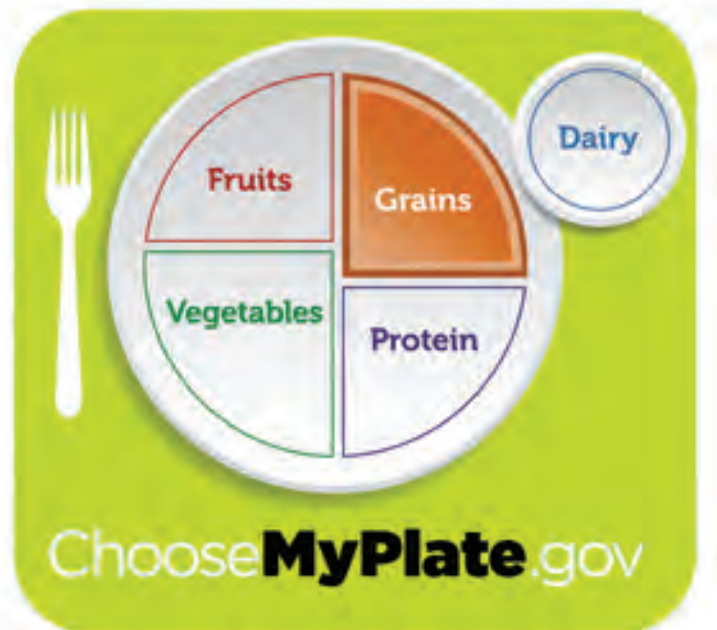 Dairy
Fruits
Grains
Vegetables
Protein
ChooseMyPlate.gov